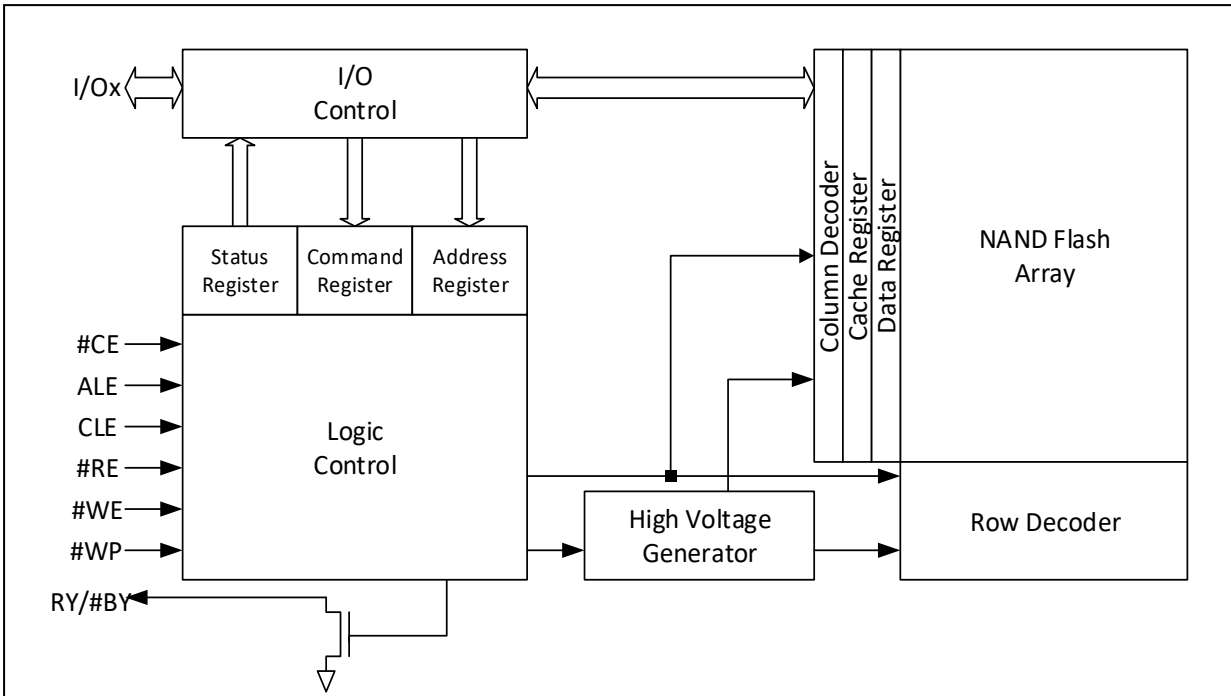 I/Ox
I/O
Control
Status
Register
Command
Register
Address
Register
#CE
ALE
CLE
#RE
#WE
#WP
RY/#BY
Logic
Control
High Voltage
Generator
Column Decoder
Cache Register
Data Register
NAND Flash
Array
Row Decoder